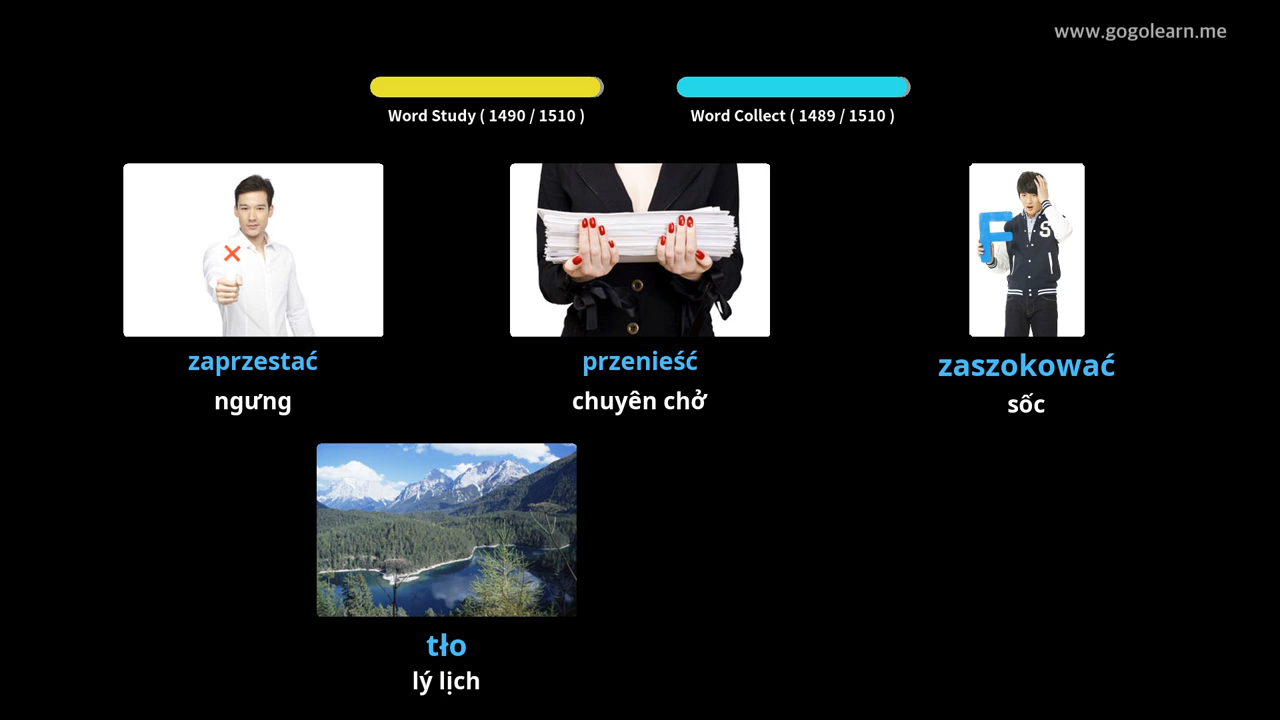 www.gogolearn.me
Word Study ( 1490 / 1510 )
Word Collect ( 1489 / 1510 )
F
S
zaprzestać
ngưng
przenieść
chuyên chở
zaszokować
sốc
tło
lý lịch